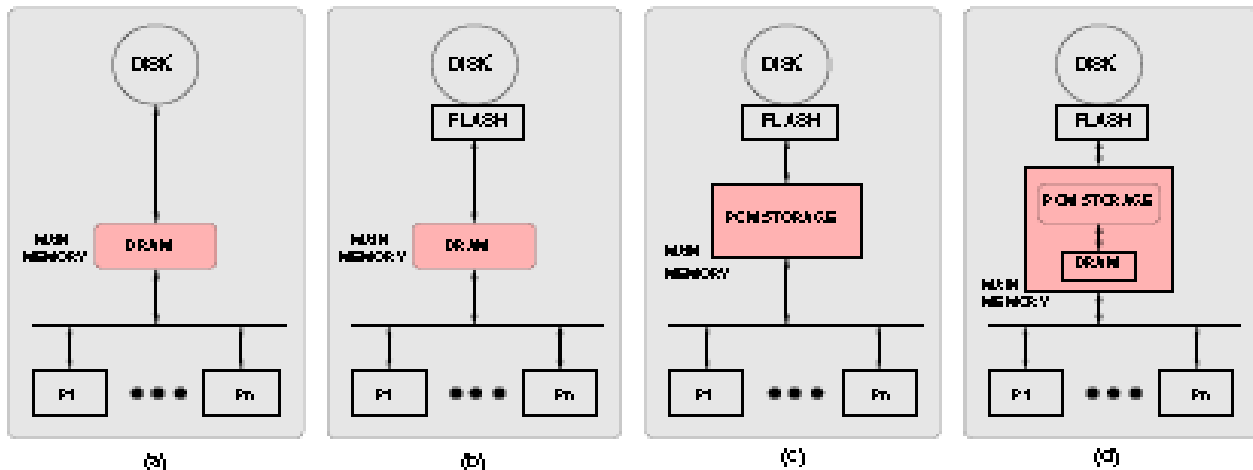 DISK
MAIN
MEMORY
DRAM
P1
Pn
(a)
DISK
FLASH
MAIN
MEMORY
DRAM
P1
Pn
(b)
DISK
FLASH
PCM STORAGE
MAIN
MEMORY
P1
Pn
(c)
DISK
FLASH
PCM STORAGE
DRAM
MAIN
MEMORY
P1
Pn
(d)